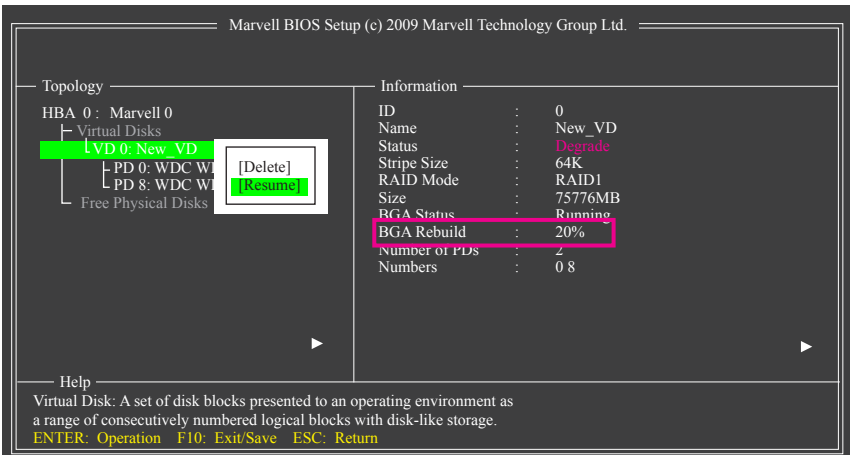 Marvell BIOS Setup (c) 2009 Marvell Technology Group Ltd.
Topology
HBA 0 : Marvell 0
Virtual Disks
VD 0: New_VD
PD 0: WDC
PD 8: WDC
Free Physical Disks
[Delete]
[Resume]
Information
ID : 0
Name : New_VD
Status : Degrade
Stripe Size : 64K
RAID Mode : RAID1
Size : 75776MB
BGA Status : Running
BGA Rebuild : 20%
Number of PDs : 2
Numbers : 0 8
Help
Virtual Disk: A set of disk blocks presented to an operating environment as
a range of consecutively numbered logical blocks with disk-like storage.
ENTER: Operation F10: Exit/Save ESC: Return